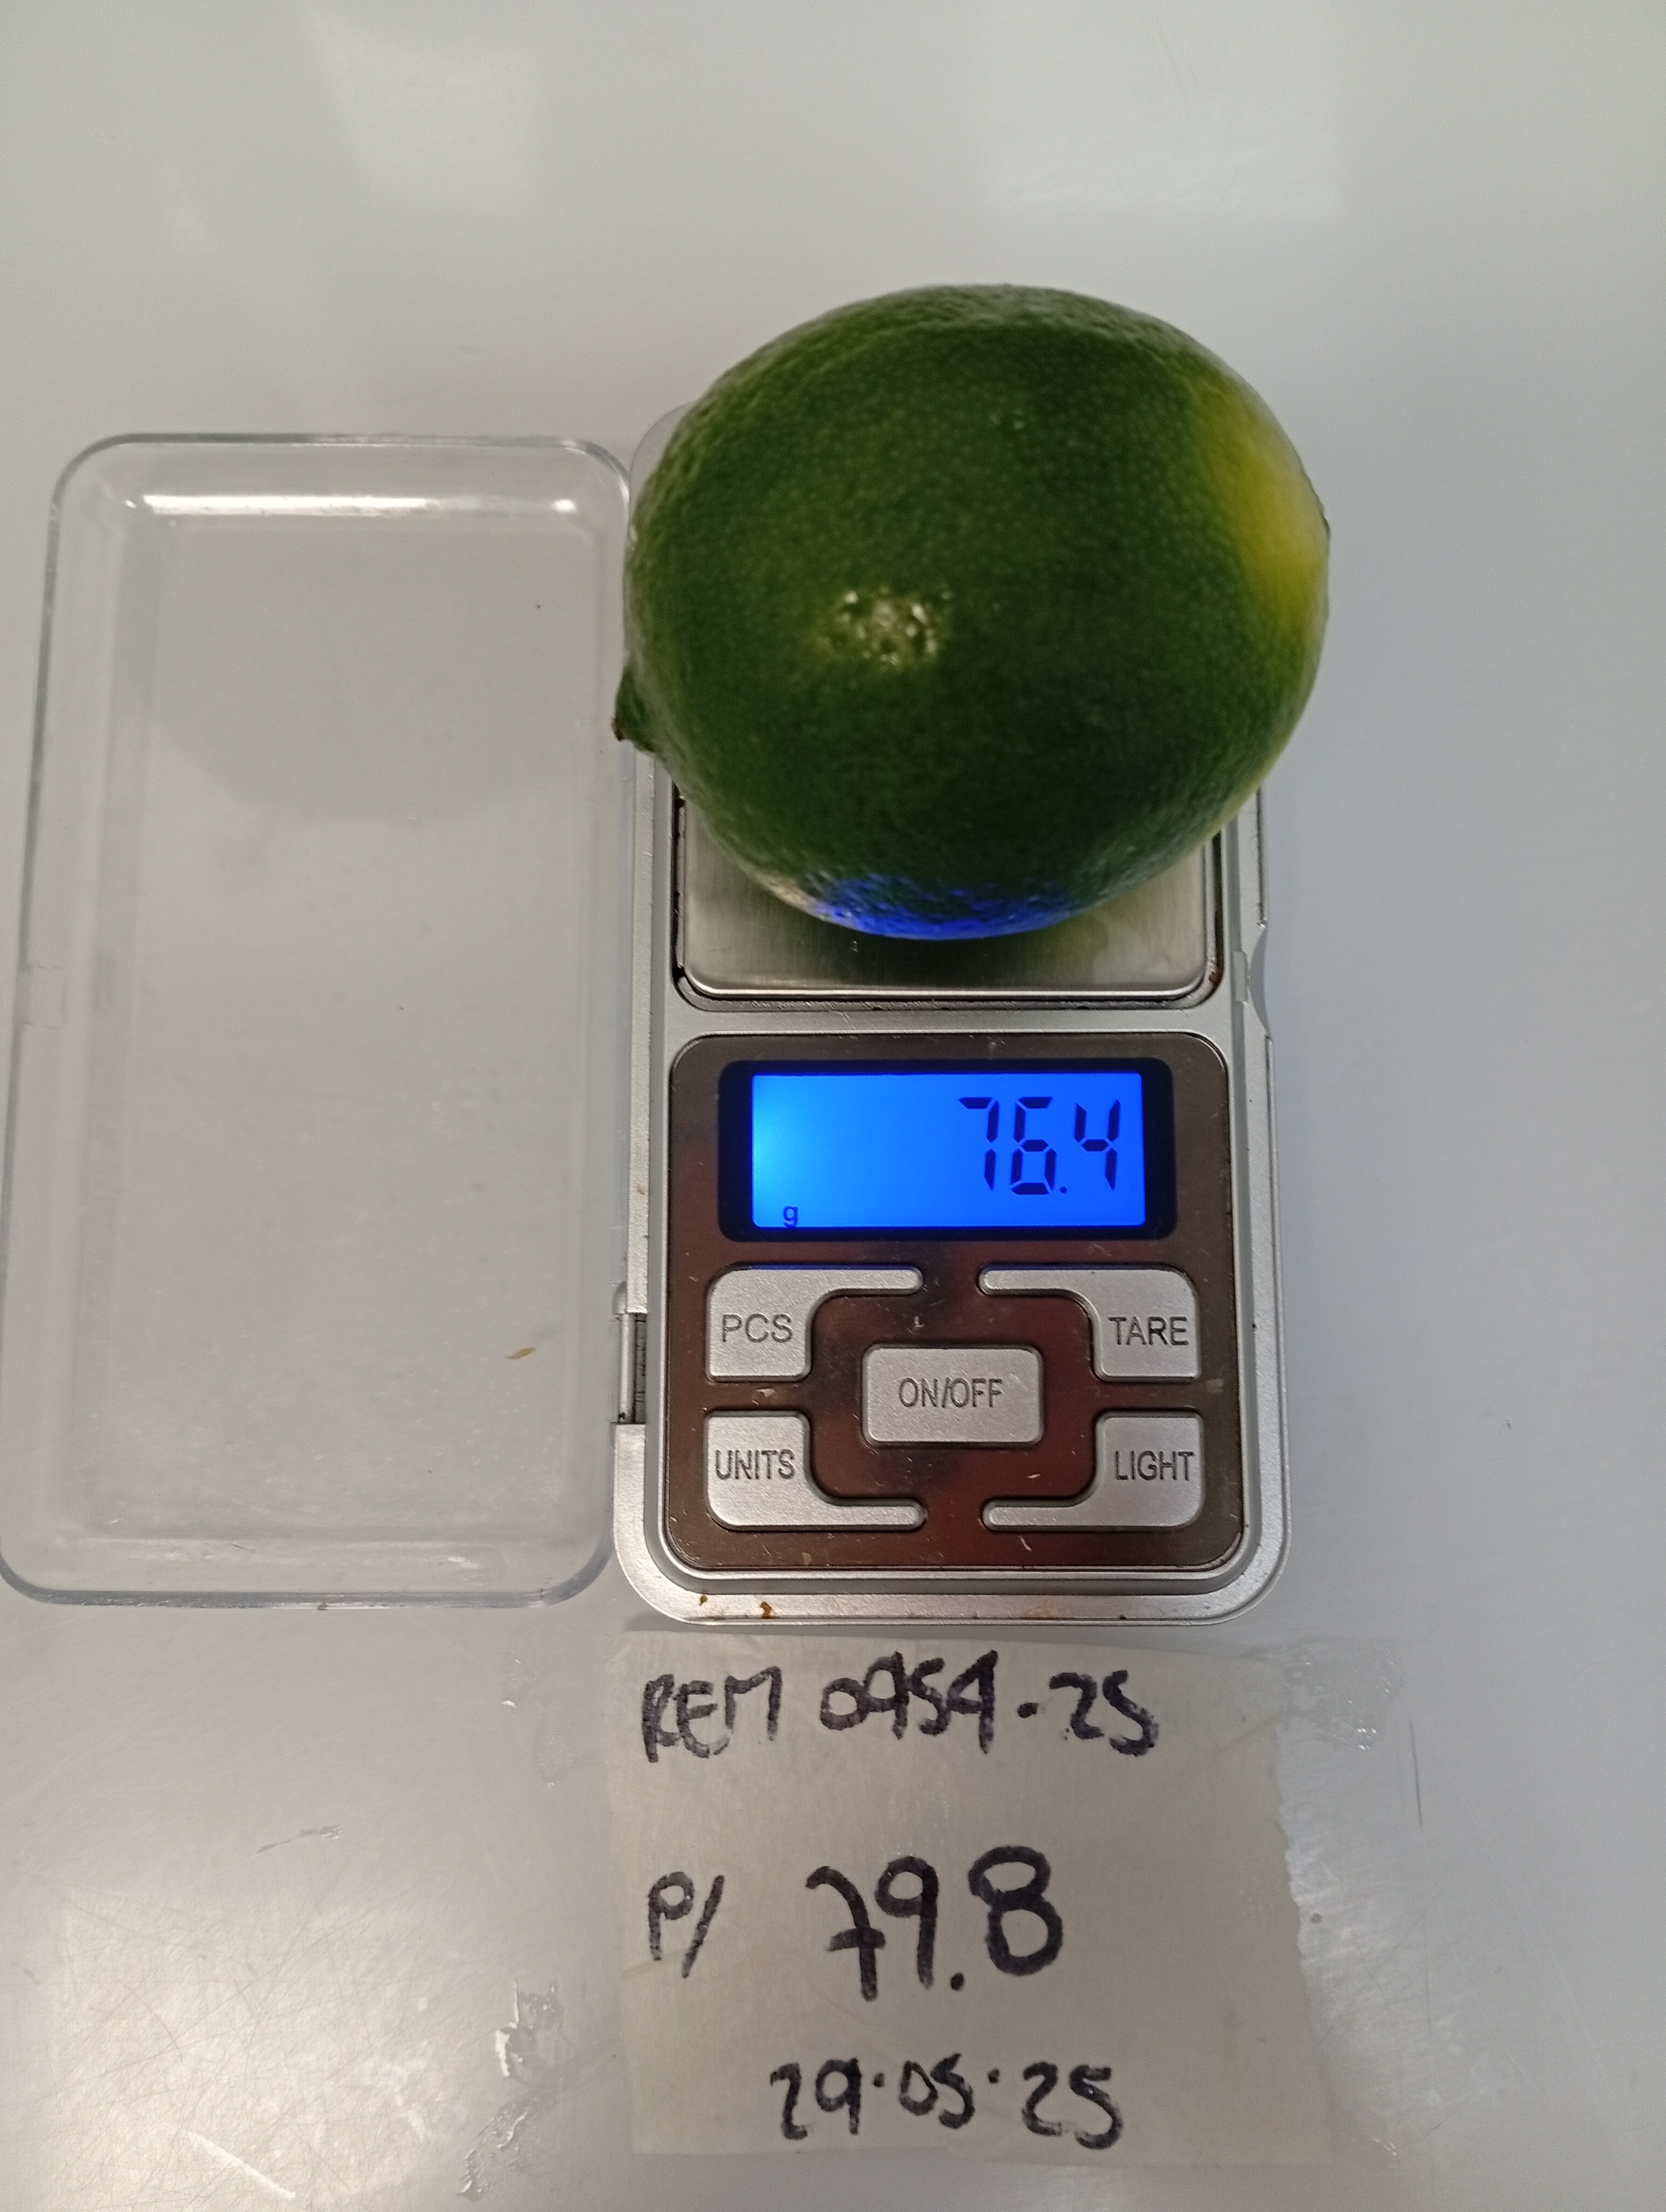 76.4
g
PCS
TARE
ON/OFF
UNITS
LIGHT
REM 0954-25
P/ 79.8
29.05.25